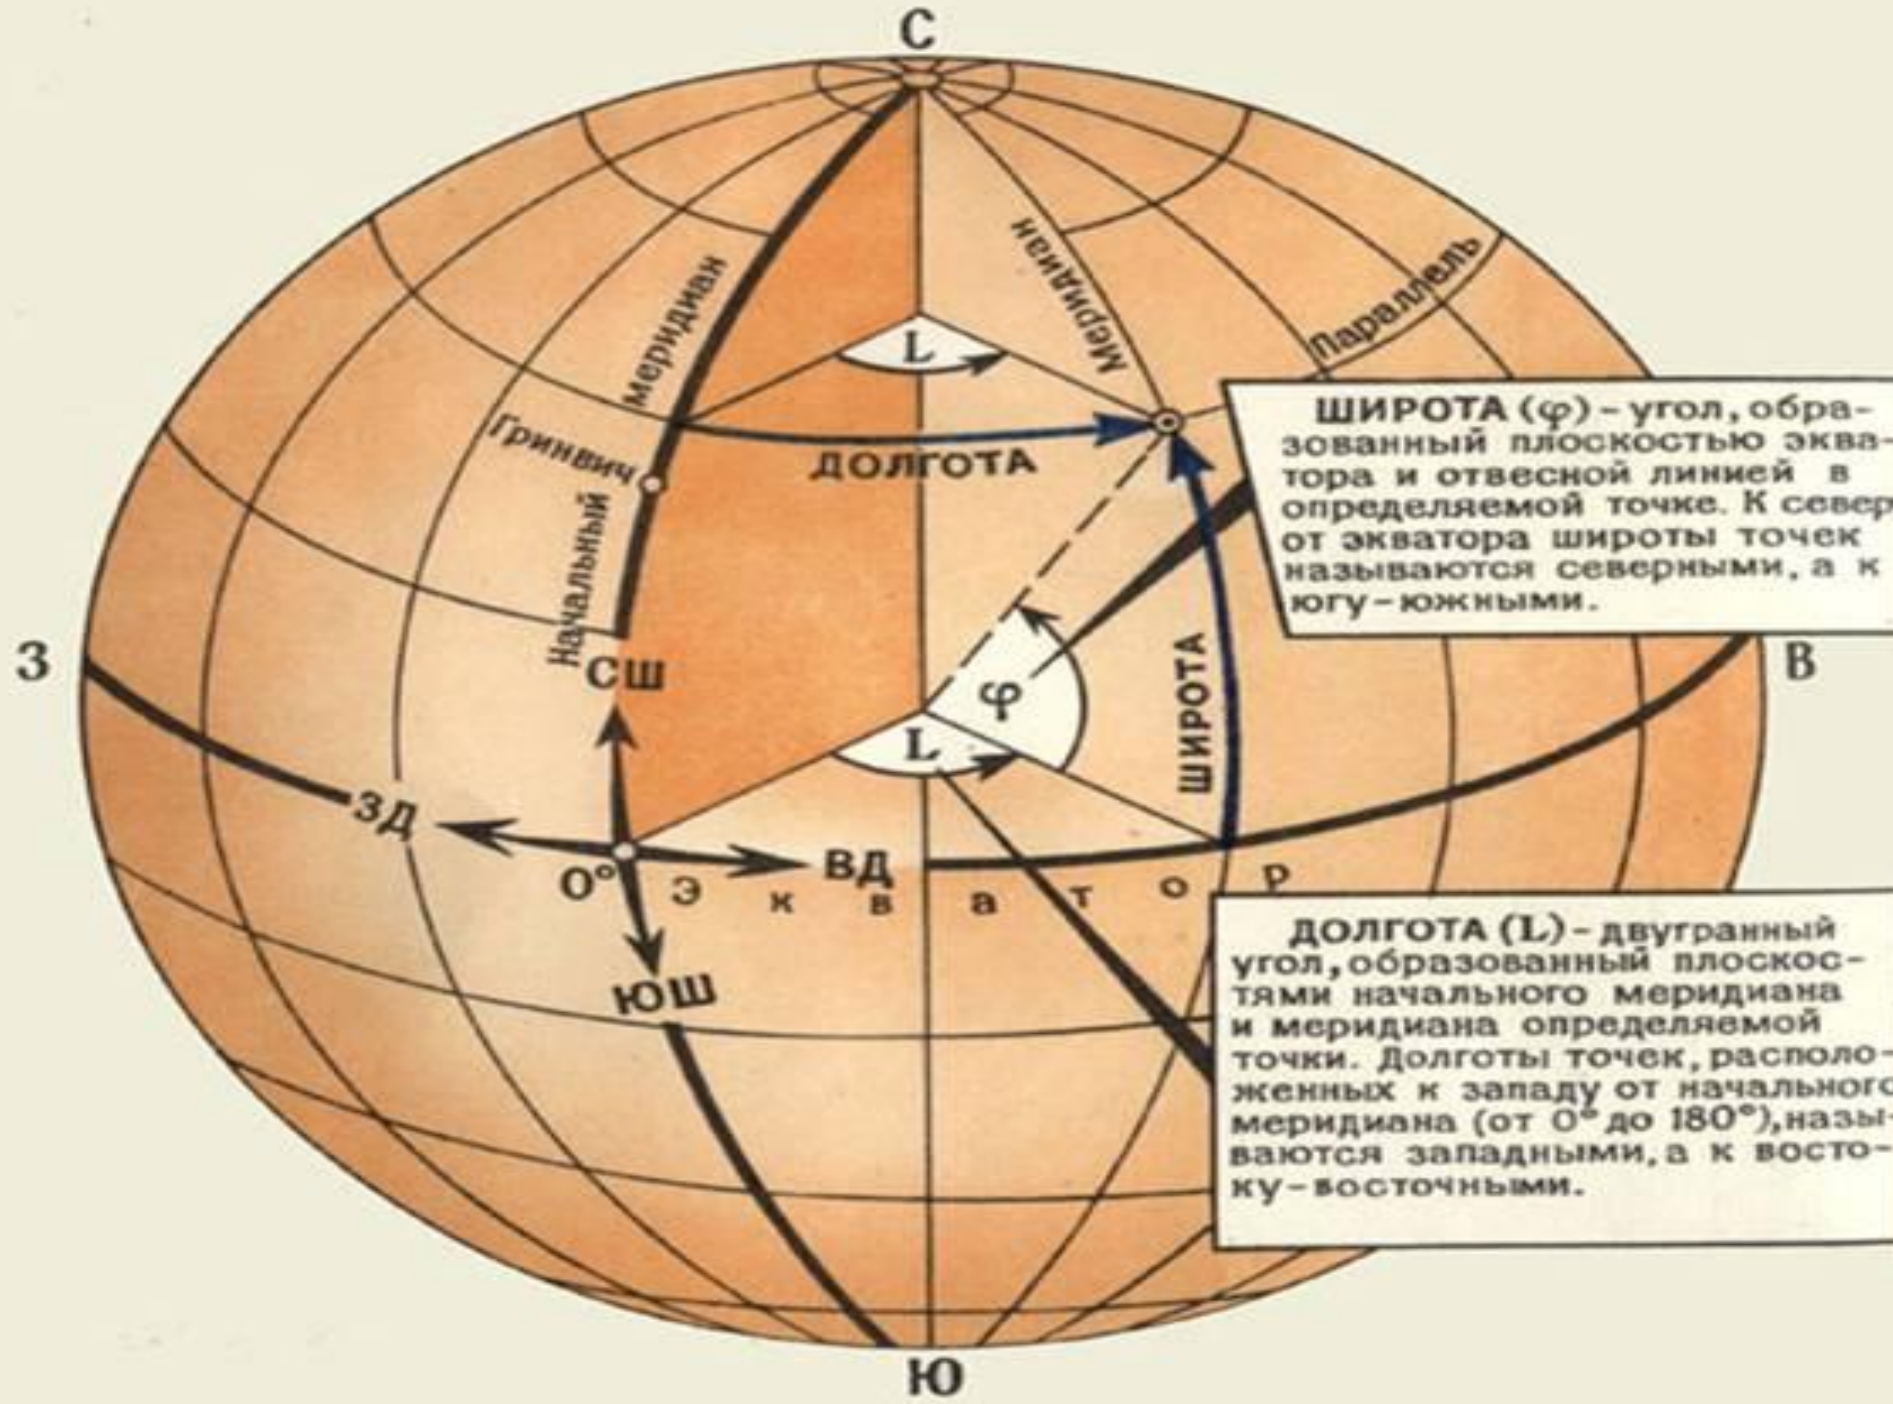 С
Меридиан
Меридиан
Параллель
L
Гринвич
ДОЛГОТА
Начальный
ШИРОТА (φ) – угол, обра-
зованный плоскостью эква-
тора и отвесной линией в
определяемой точке. К север
от экватора широты точек
называются северными, а к
югу – южными.
З
СШ
В
φ
L
ШИРОТА
ЗД
0°
ВД
Экватор
ЮШ
ДОЛГОТА (L) – двугранный
угол, образованный плоскос-
тями начального меридиана
и меридиана определяемой
точки. Долготы точек, располо-
женных к западу от начального
меридиана (от 0° до 180°), назы-
ваются западными, а к восто-
ку – восточными.
Ю